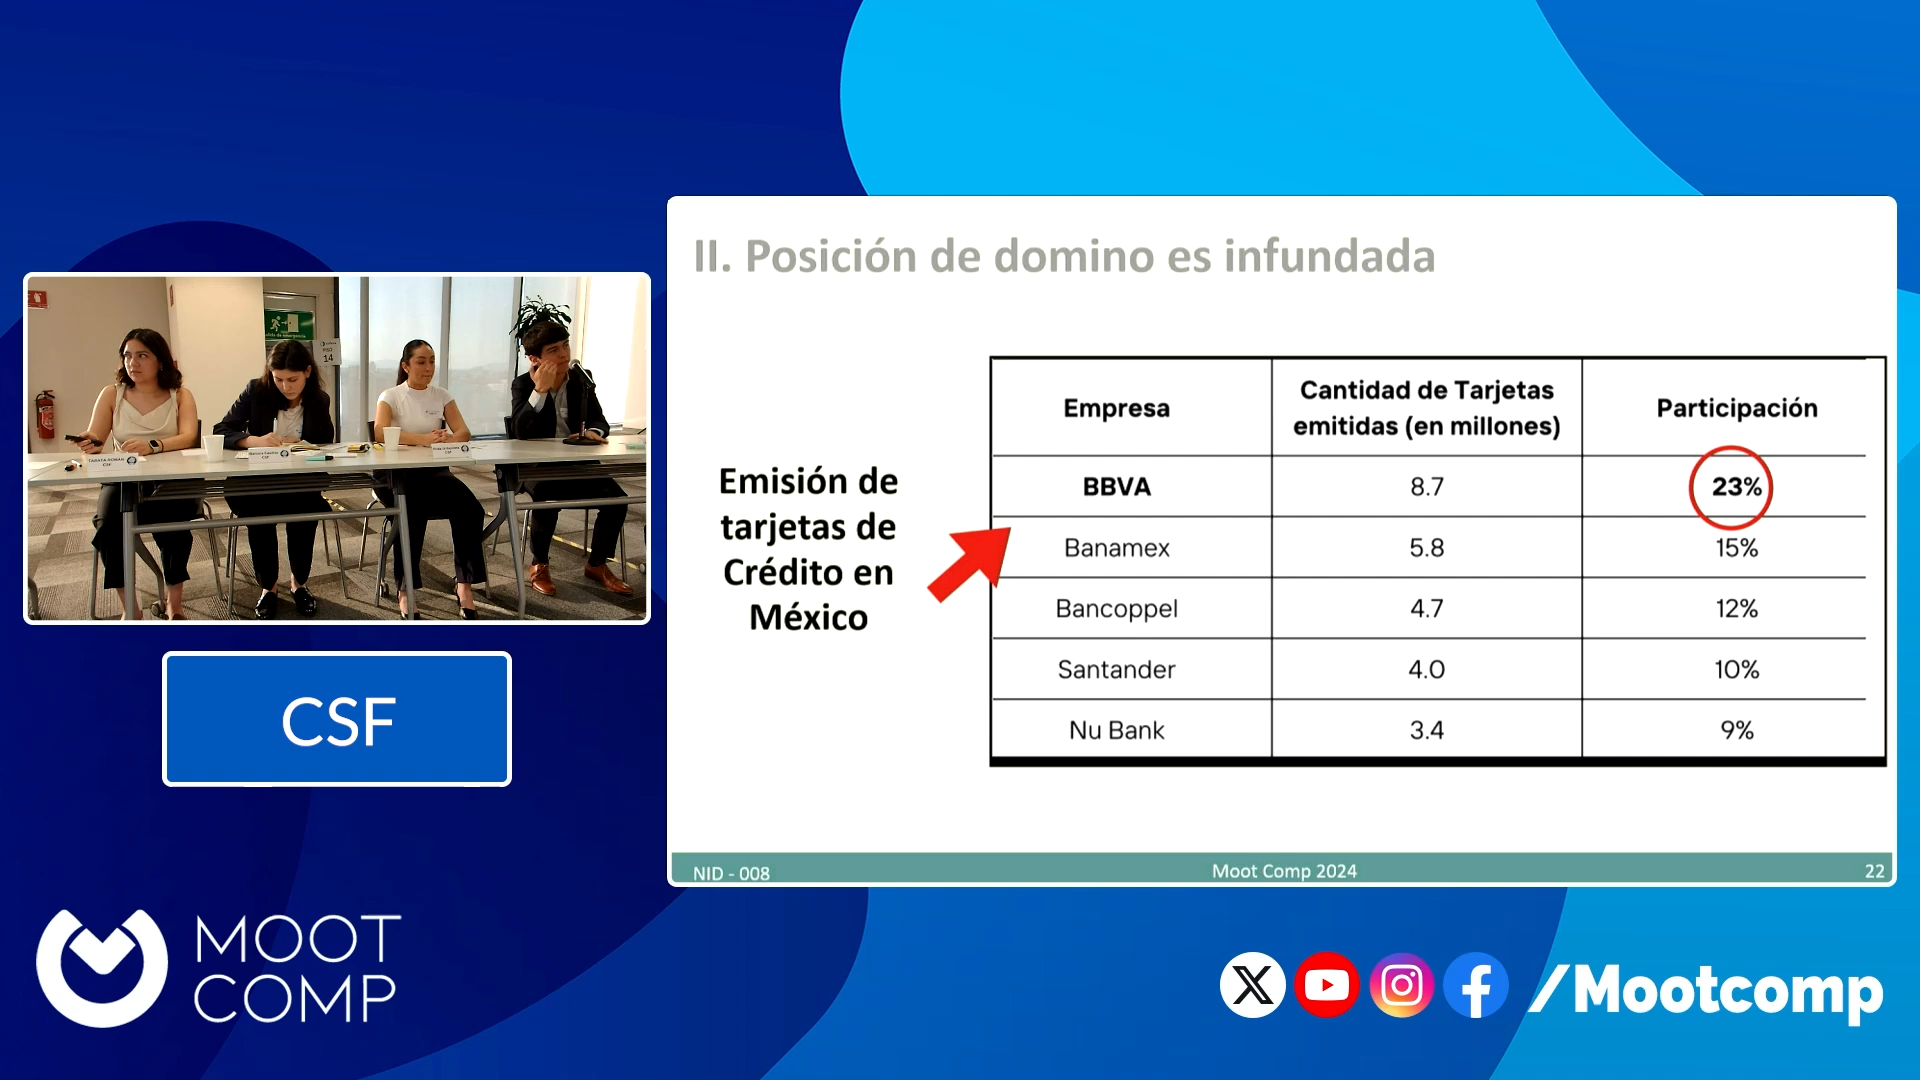 II. Posición de domino es infundada
Emisión de
tarjetas de
Crédito en
México
Empresa
Cantidad de Tarjetas
emitidas (en millones)
Participación
BBVA
8.7
23%
Banamex
5.8
15%
Bancoppel
4.7
12%
Santander
4.0
10%
Nu Bank
3.4
9%
NID - 008
Moot Comp 2024
22
14
CSF
MOOT
COMP
/Mootcomp